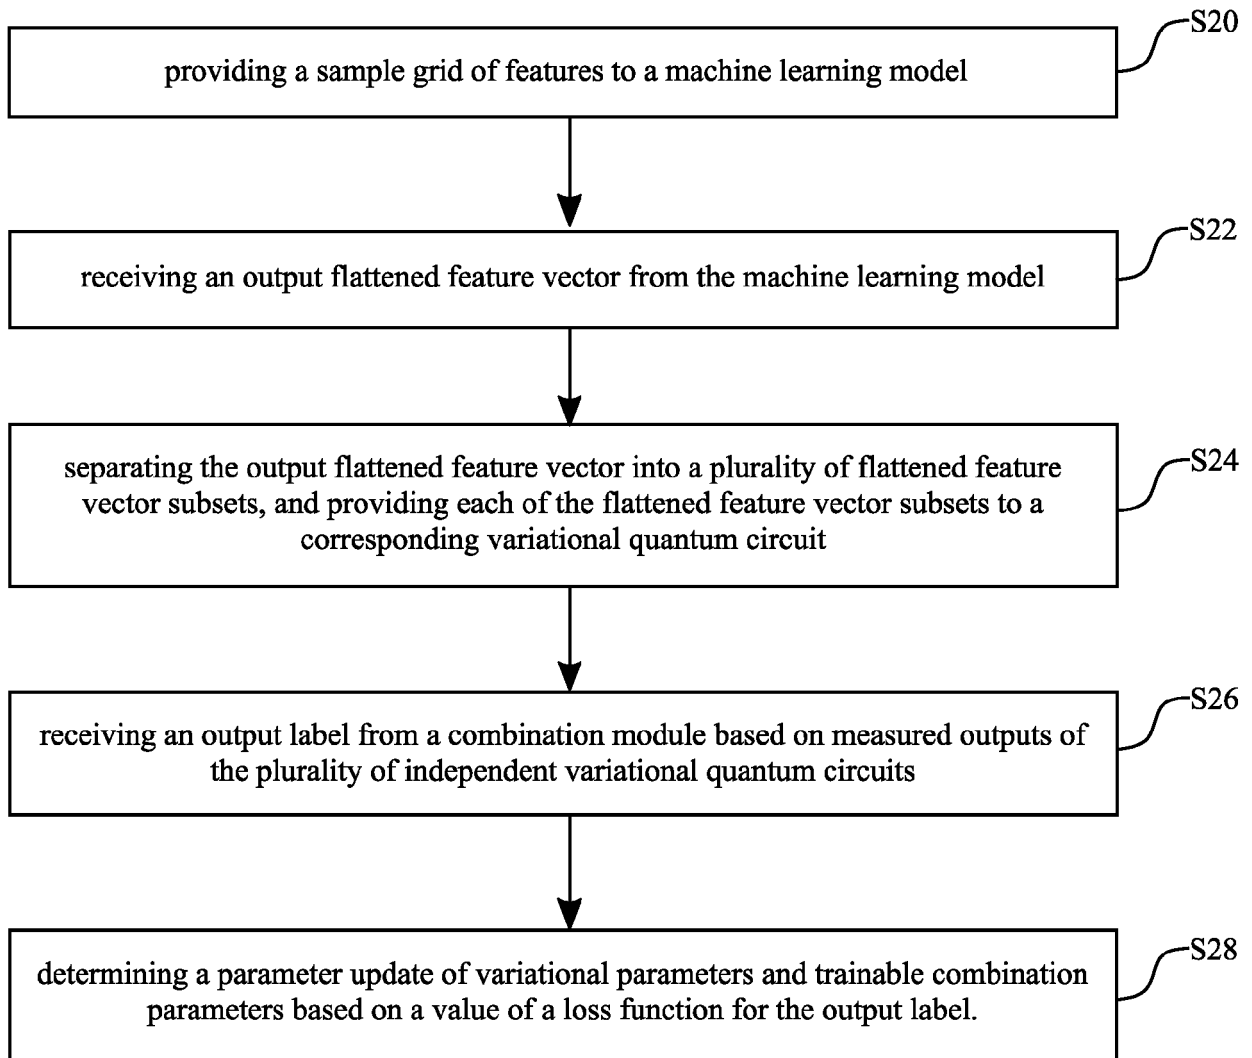 S20
providing a sample grid of features to a machine learning model
S22
receiving an output flattened feature vector from the machine learning model
S24
separating the output flattened feature vector into a plurality of flattened feature
vector subsets, and providing each of the flattened feature vector subsets to a
corresponding variational quantum circuit
S26
receiving an output label from a combination module based on measured outputs of
the plurality of independent variational quantum circuits
S28
determining a parameter update of variational parameters and trainable combination
parameters based on a value of a loss function for the output label.